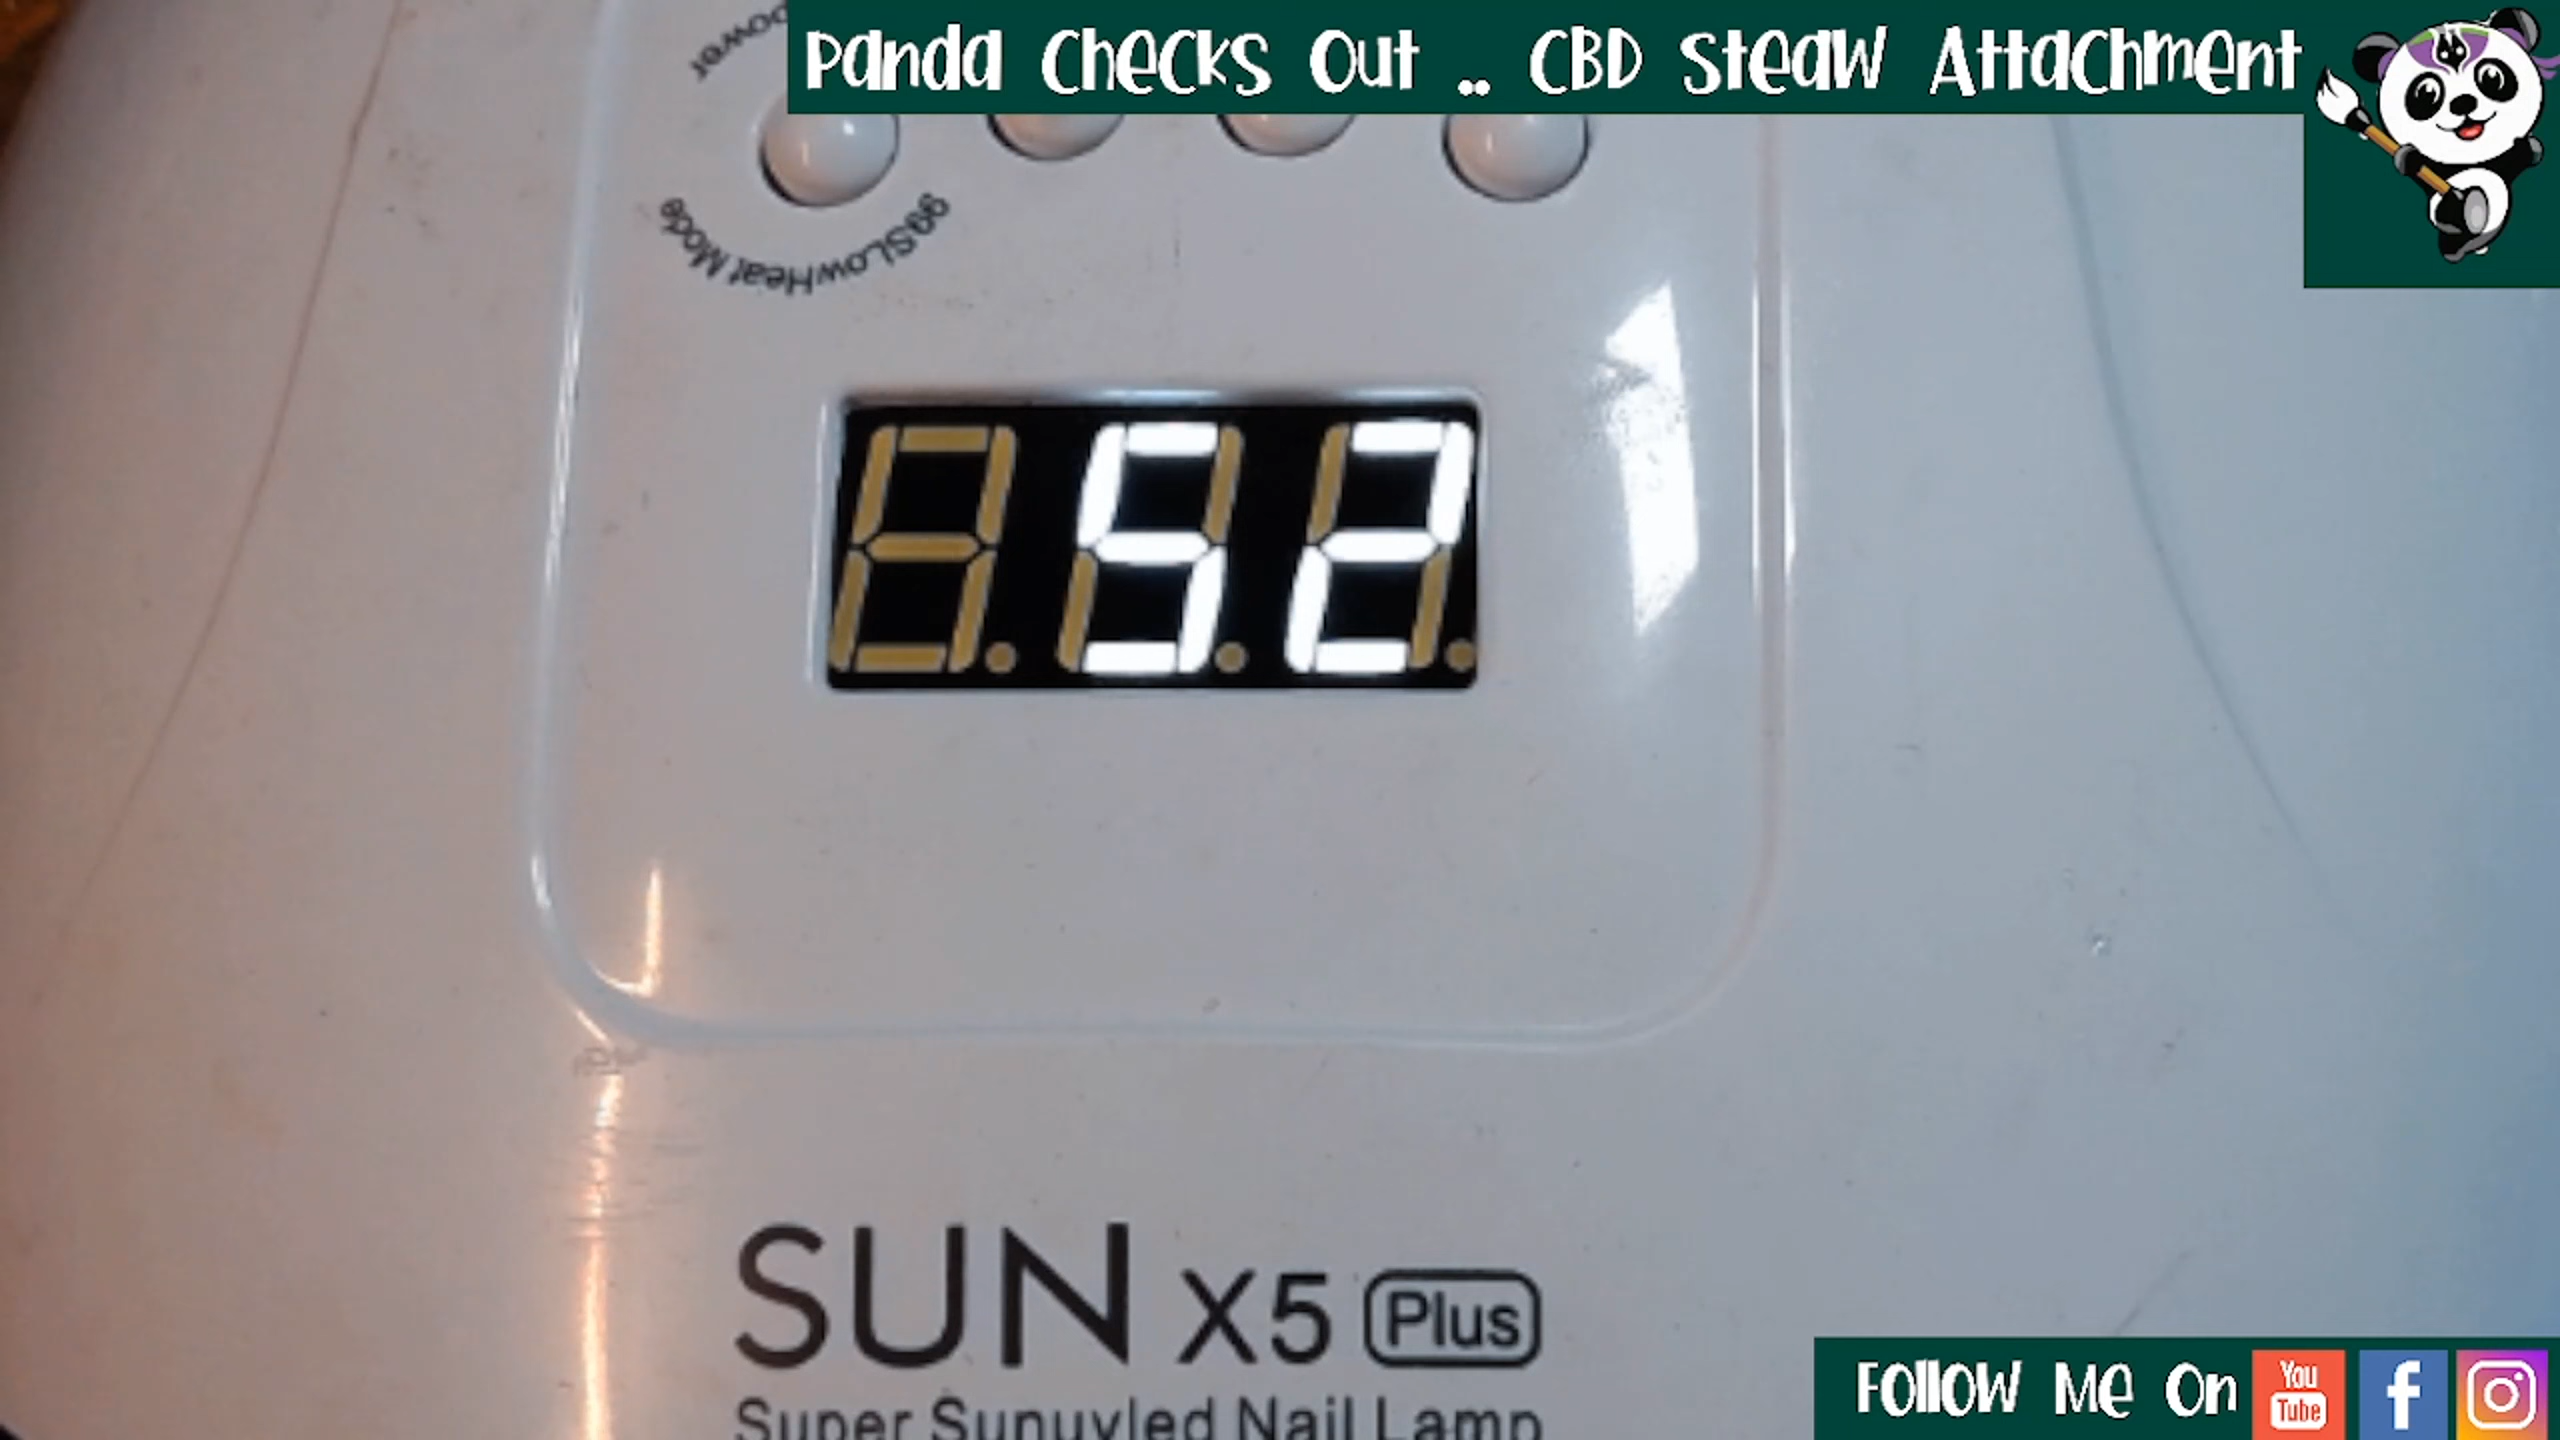 Panda Checks Out .. CBD Steaw Attachment
Power
99SLowHeat Mode
52
SUN X5 Plus
Super Sunuvled Nail Lamp
Follow Me On
You
Tube